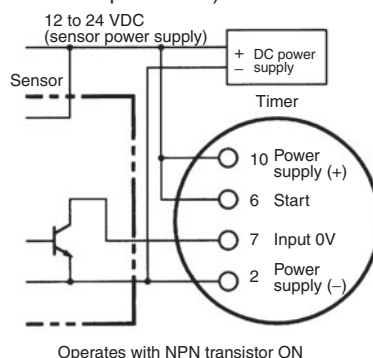 12 to 24 VDC
(sensor power supply)
+ DC power
− supply
Sensor
Timer
10 Power
supply (+)
6 Start
7 Input 0V
2 Power
supply (−)
Operates with NPN transistor ON